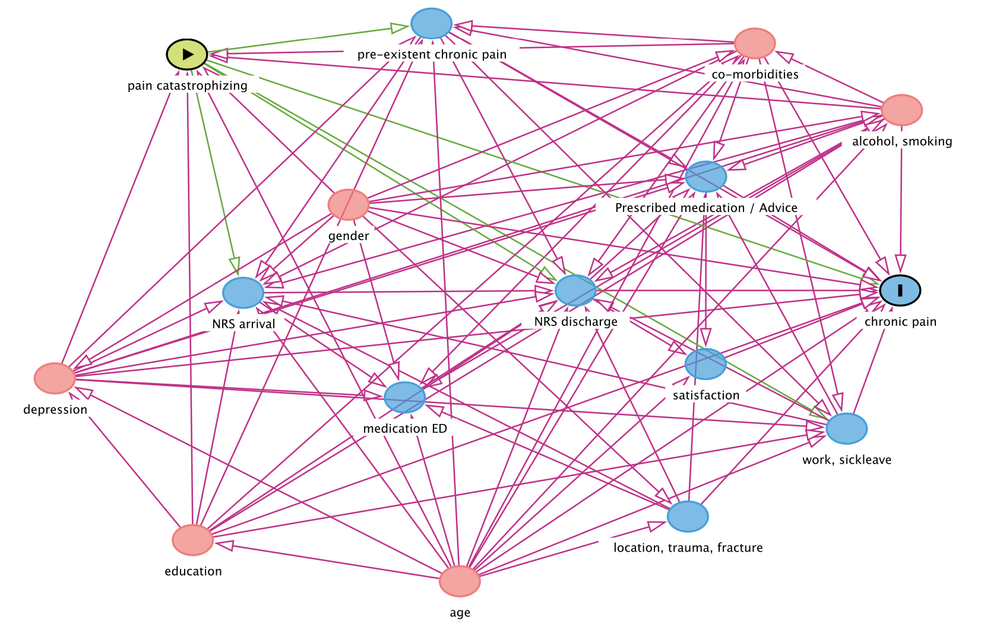 pre-existent chronic pain
co-morbidities
pain catastrophizing
alcohol, smoking
Prescribed medication / Advice
gender
NRS arrival
NRS discharge
chronic pain
satisfaction
depression
medication ED
work, sickleave
location, trauma, fracture
education
age